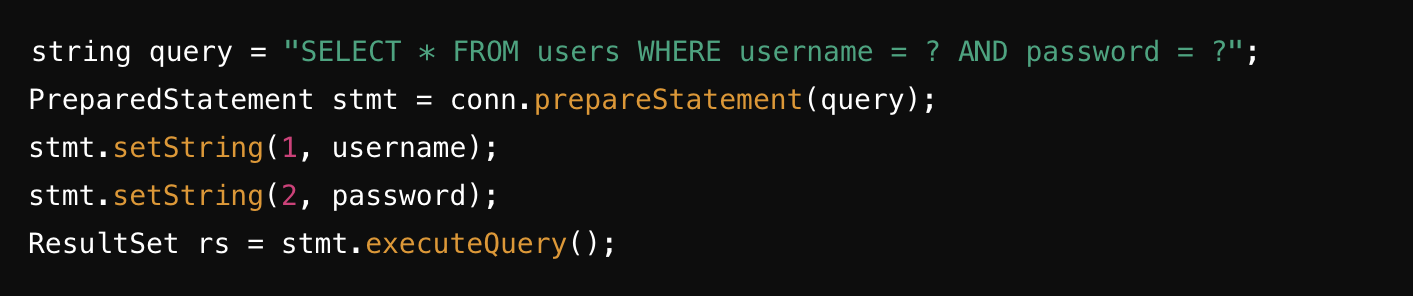 string query = "SELECT * FROM users WHERE username = ? AND password = ?";
PreparedStatement stmt = conn.prepareStatement(query);
stmt.setString(1, username);
stmt.setString(2, password);
ResultSet rs = stmt.executeQuery();